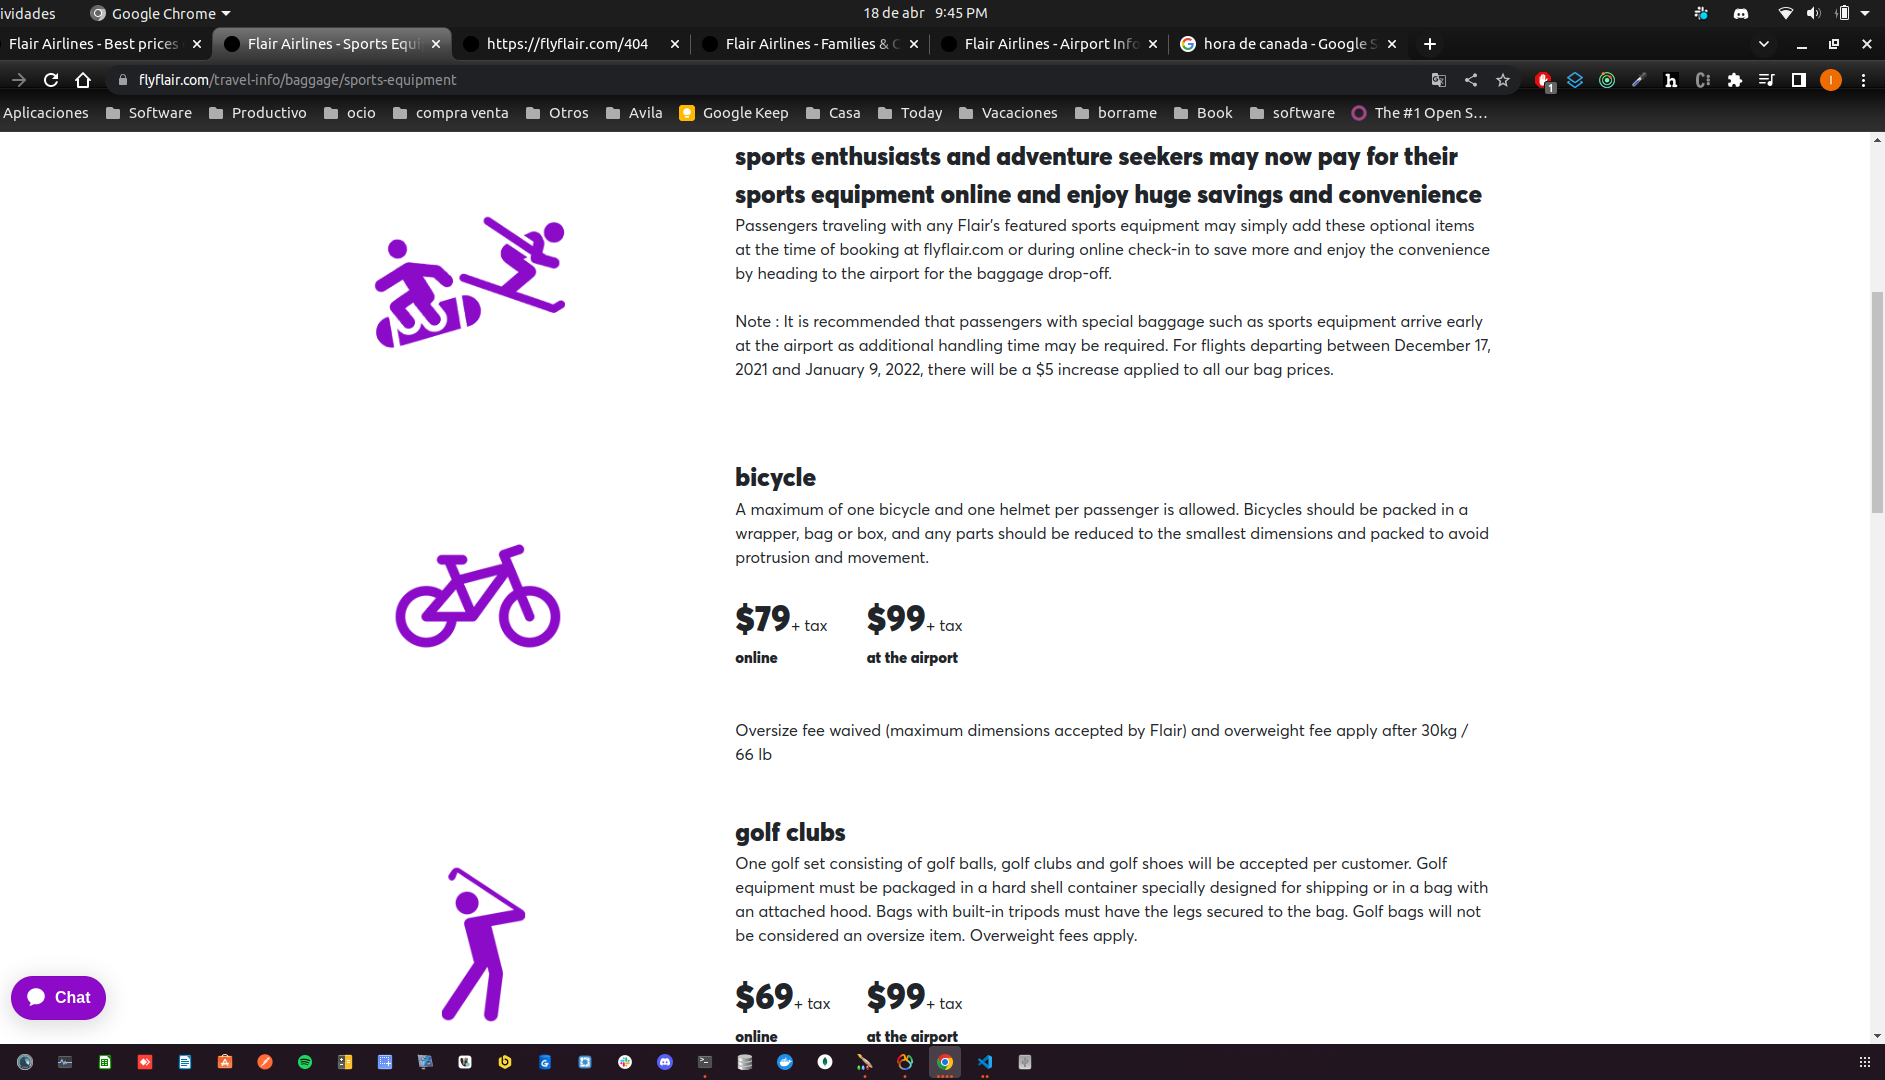 ividades
Google Chrome
18 de abr 9:45 PM
Flair Airlines - Best prices
Flair Airlines - Sports Equi
https://flyflair.com/404
Flair Airlines - Families & C
Flair Airlines - Airport Info
hora de canada - Google S
flyflair.com/travel-info/baggage/sports-equipment
1
I
Aplicaciones
Software
Productivo
ocio
compra venta
Otros
Avila
Google Keep
Casa
Today
Vacaciones
borrame
Book
software
The #1 Open S...
sports enthusiasts and adventure seekers may now pay for their
sports equipment online and enjoy huge savings and convenience
Passengers traveling with any Flair's featured sports equipment may simply add these optional items
at the time of booking at flyflair.com or during online check-in to save more and enjoy the convenience
by heading to the airport for the baggage drop-off.
Note : It is recommended that passengers with special baggage such as sports equipment arrive early
at the airport as additional handling time may be required. For flights departing between December 17,
2021 and January 9, 2022, there will be a $5 increase applied to all our bag prices.
bicycle
A maximum of one bicycle and one helmet per passenger is allowed. Bicycles should be packed in a
wrapper, bag or box, and any parts should be reduced to the smallest dimensions and packed to avoid
protrusion and movement.
$79 + tax $99 + tax
online at the airport
Oversize fee waived (maximum dimensions accepted by Flair) and overweight fee apply after 30kg /
66 lb
golf clubs
One golf set consisting of golf balls, golf clubs and golf shoes will be accepted per customer. Golf
equipment must be packaged in a hard shell container specially designed for shipping or in a bag with
an attached hood. Bags with built-in tripods must have the legs secured to the bag. Golf bags will not
be considered an oversize item. Overweight fees apply.
$69 + tax $99 + tax
online at the airport
Chat